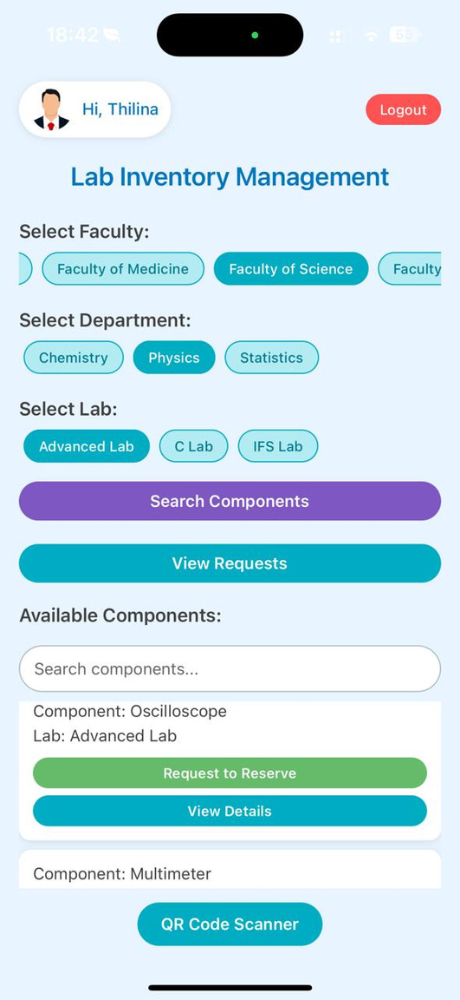 18:42
Hi, Thilina
Logout
Lab Inventory Management
Select Faculty:
Faculty of Medicine
Faculty of Science
Faculty
Select Department:
Chemistry
Physics
Statistics
Select Lab:
Advanced Lab
C Lab
IFS Lab
Search Components
View Requests
Available Components:
Search components...
Component: Oscilloscope
Lab: Advanced Lab
Request to Reserve
View Details
Component: Multimeter
QR Code Scanner